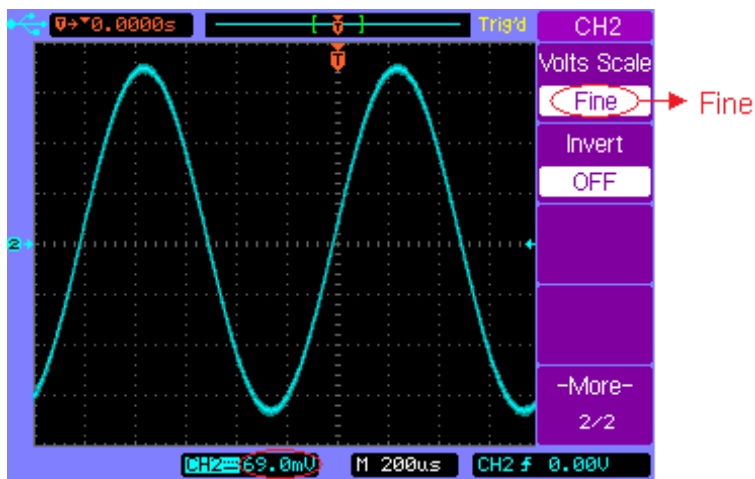 T→▼0.0000s [ T ] Trig'd CH2
T
Volts Scale
Fine
Fine
Invert
OFF
2
-More-
2/2
CH2 69.0mV M 200us CH2 0.00V